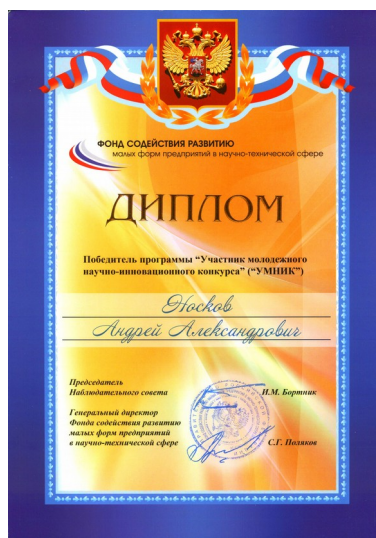 ФОНД СОДЕЙСТВИЯ РАЗВИТИЮ
малых форм предприятий в научно-технической сфере
ДИПЛОМ
Победитель программы “Участник молодежного
научно-инновационного конкурса” (“УМНИК”)
Носков
Андрей Александрович
Председатель
Наблюдательного совета
И.М. Бортник
Генеральный директор
Фонда содействия развитию
малых форм предприятий
в научно-технической сфере
С.Г. Поляков